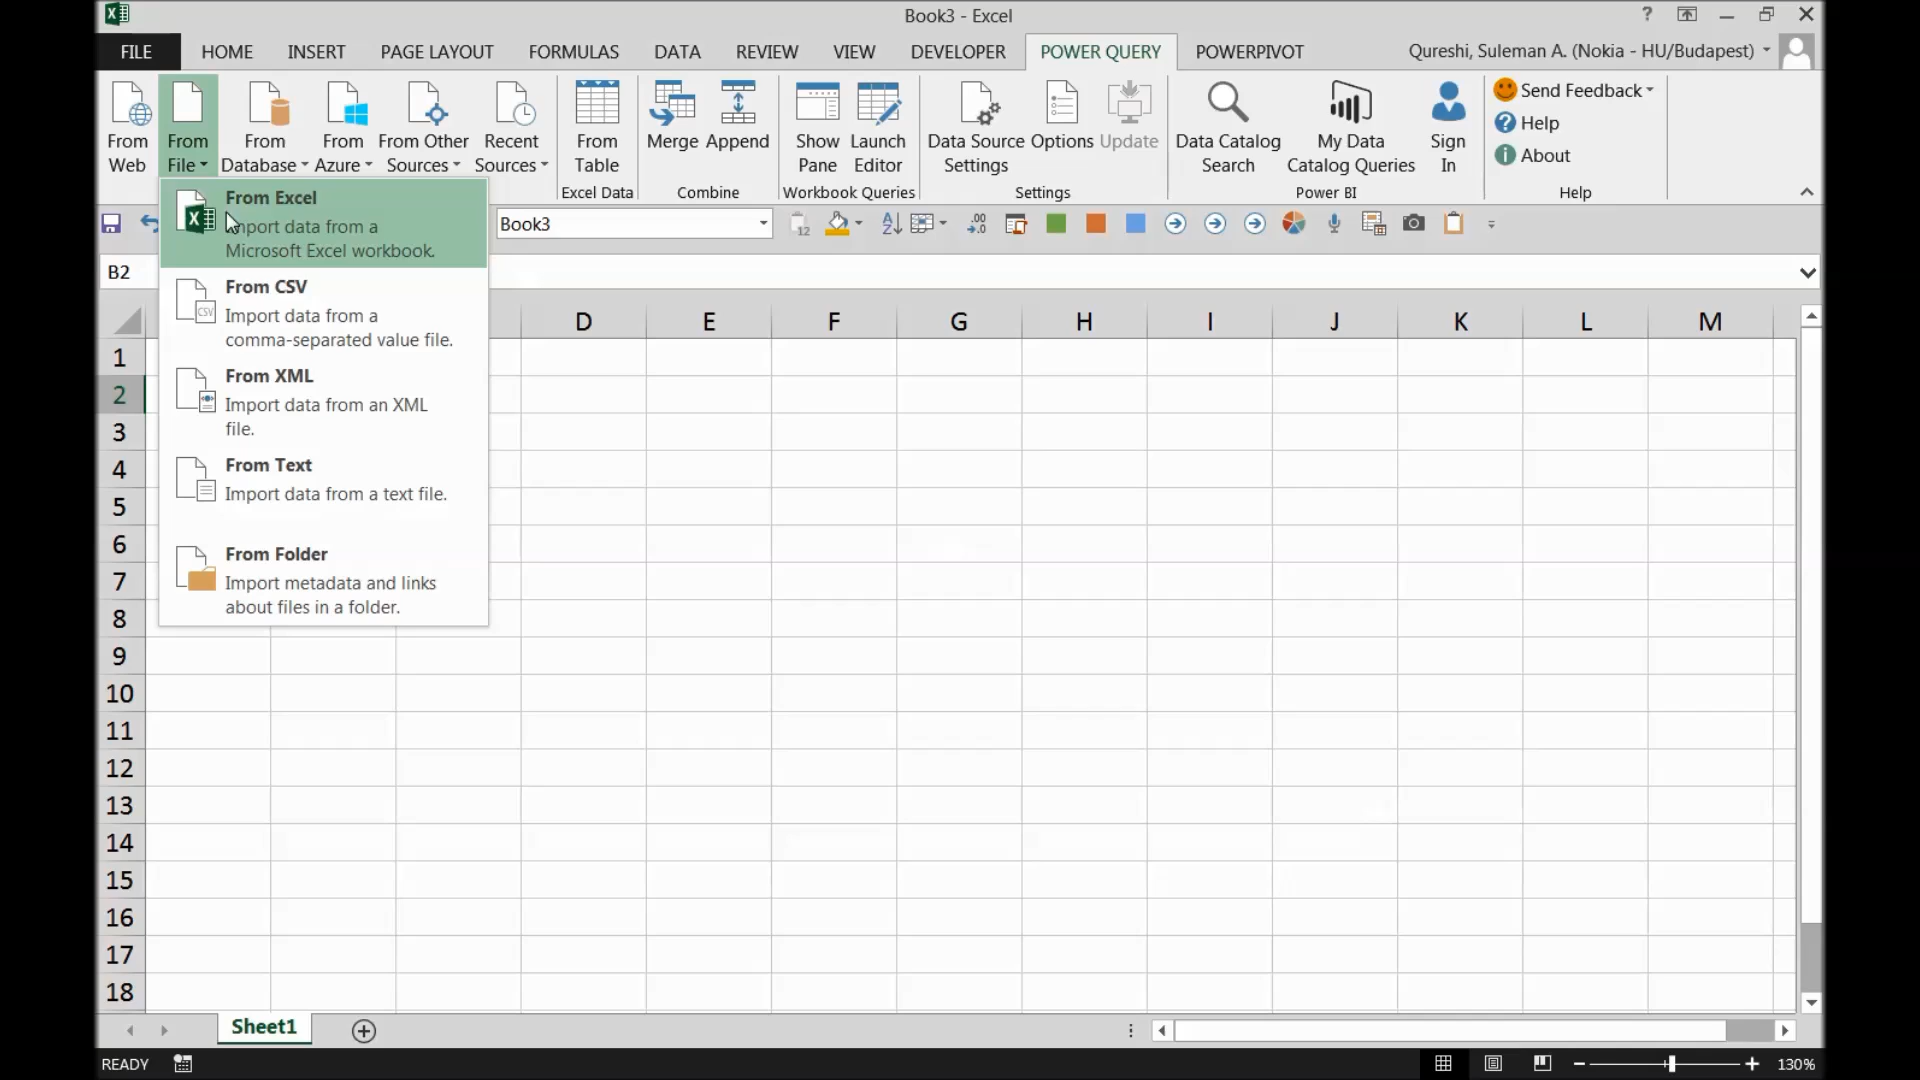 Book3 - Excel
?
FILE HOME INSERT PAGE LAYOUT FORMULAS DATA REVIEW VIEW DEVELOPER POWER QUERY POWERPIVOT Qureshi, Suleman A. (Nokia - HU/Budapest)
From Web
From File
From Database
From Azure
From Other Sources
Recent Sources
From Table
Merge
Append
Show Pane
Launch Editor
Data Source Settings
Options
Update
Data Catalog Search
My Data Catalog Queries
Sign In
Send Feedback
Help
About
Excel Data
Combine
Workbook Queries
Settings
Power BI
Help
From Excel
Import data from a
Microsoft Excel workbook.
From CSV
Import data from a
comma-separated value file.
From XML
Import data from an XML
file.
From Text
Import data from a text file.
From Folder
Import metadata and links
about files in a folder.
CSV
Book3
B2
D E F G H I J K L M
1
2
3
4
5
6
7
8
9
10
11
12
13
14
15
16
17
18
Sheet1
READY
130%